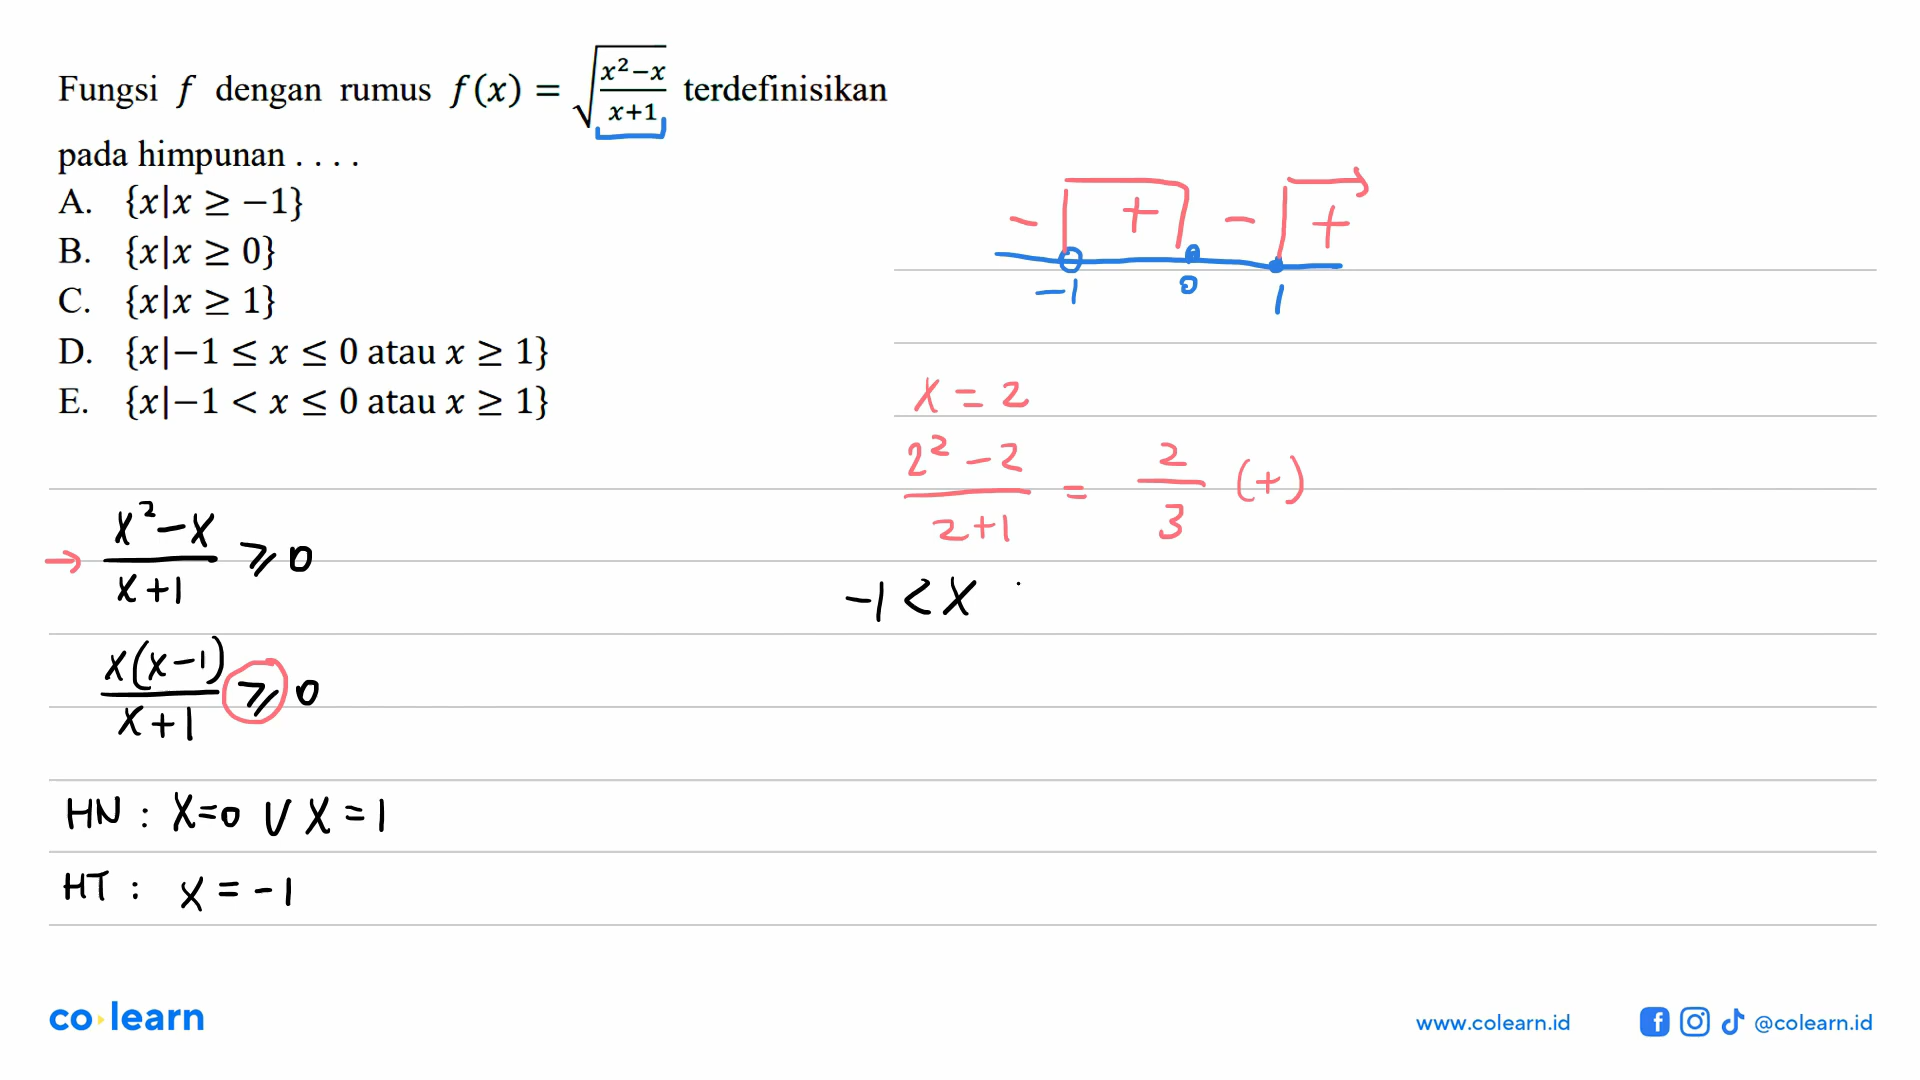 Fungsi f dengan rumus f(x) = √((x²−x)/(x+1)) terdefinisikan
pada himpunan . . . .
A. {x|x ≥ −1}
B. {x|x ≥ 0}
C. {x|x ≥ 1}
D. {x|−1 ≤ x ≤ 0 atau x ≥ 1}
E. {x|−1 < x ≤ 0 atau x ≥ 1}
→ (x²−x)/(x+1) ⩾ 0
x(x−1)/(x+1) ⩾ 0
HN : x=0 V x=1
HT : x = −1
− + − +
−1 0 1
x = 2
(2²−2)/(2+1) = 2/3 (+)
−1 < x
co learn
www.colearn.id
@colearn.id